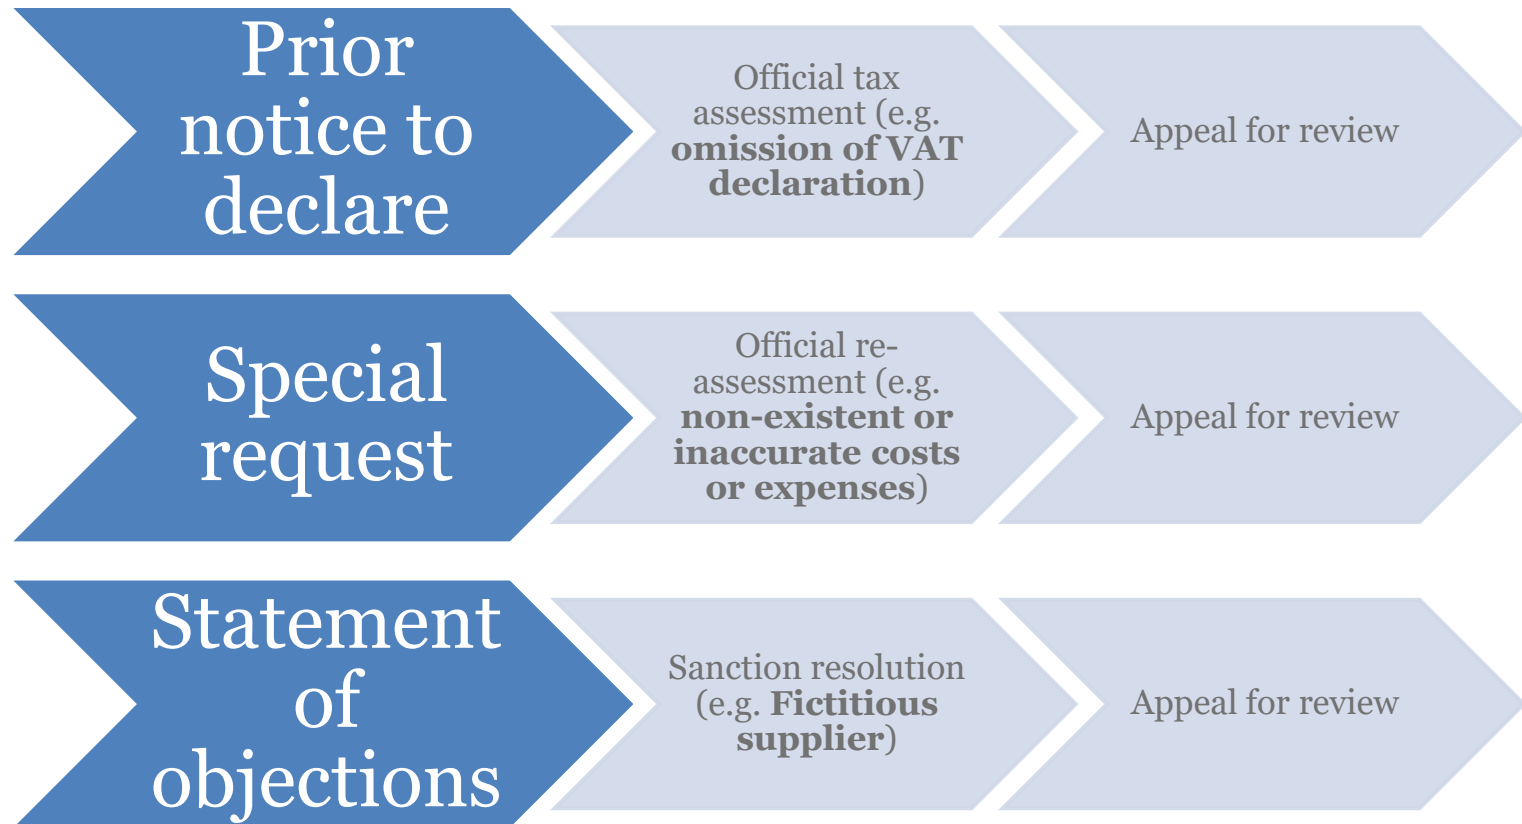 Prior
notice to
declare
Official tax
assessment (e.g.
omission of VAT
declaration)
Appeal for review
Special
request
Official re-
assessment (e.g.
non-existent or
inaccurate costs
or expenses)
Appeal for review
Statement
of
objections
Sanction resolution
(e.g. Fictitious
supplier)
Appeal for review